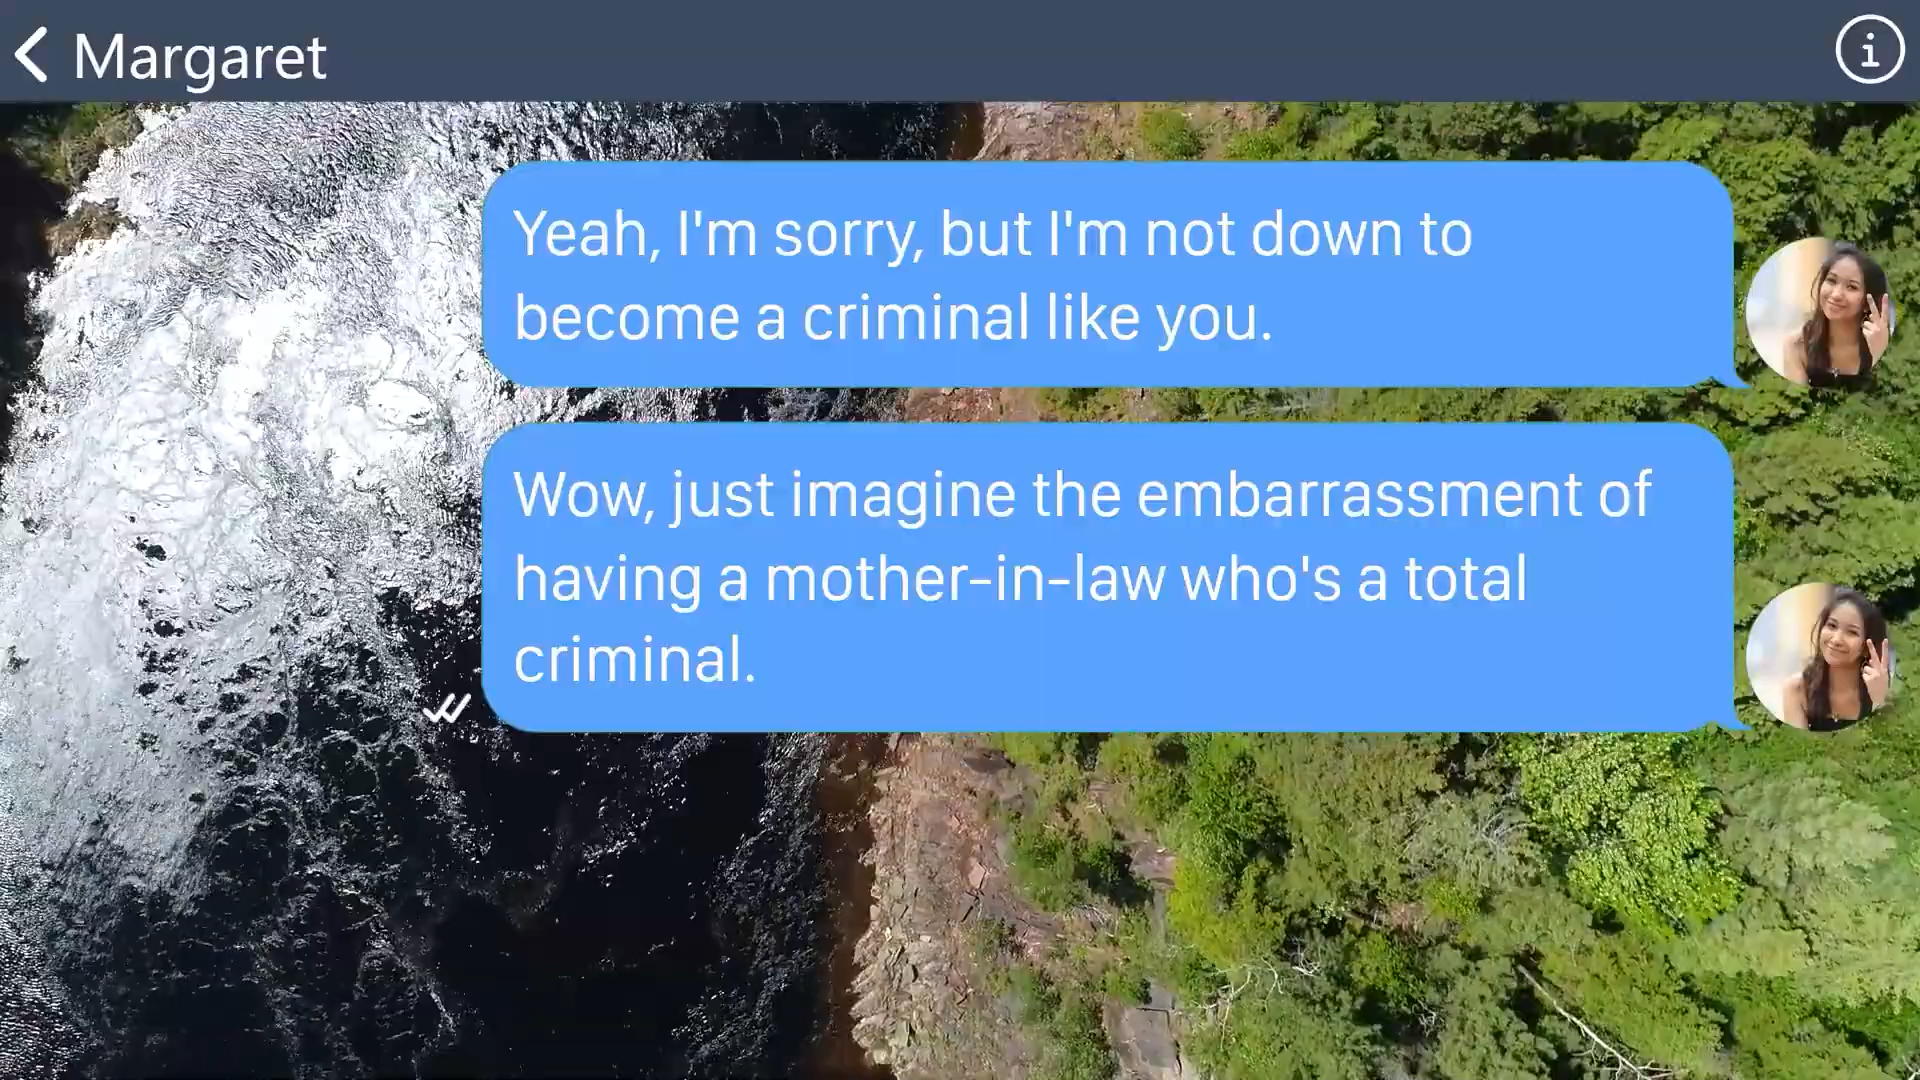 Margaret
Yeah, I'm sorry, but I'm not down to
become a criminal like you.
Wow, just imagine the embarrassment of
having a mother-in-law who's a total
criminal.